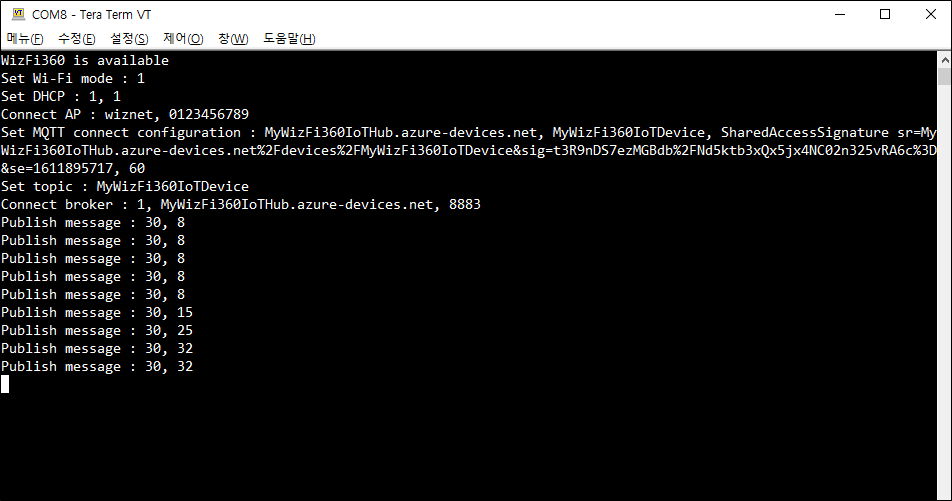 COM8 - Tera Term VT
메뉴(F) 수정(E) 설정(S) 제어(O) 창(W) 도움말(H)
WizFi360 is available
Set Wi-Fi mode : 1
Set DHCP : 1, 1
Connect AP : wiznet, 0123456789
Set MQTT connect configuration : MyWizFi360IoTHub.azure-devices.net, MyWizFi360IoTDevice, SharedAccessSignature sr=My
WizFi360IoTHub.azure-devices.net%2Fdevices%2FMyWizFi360IoTDevice&sig=t3R9nDS7ezMGBdb%2FNd5ktb3xQx5jx4NC02n325vRA6c%3D
&se=1611895717, 60
Set topic : MyWizFi360IoTDevice
Connect broker : 1, MyWizFi360IoTHub.azure-devices.net, 8883
Publish message : 30, 8
Publish message : 30, 8
Publish message : 30, 8
Publish message : 30, 8
Publish message : 30, 8
Publish message : 30, 15
Publish message : 30, 25
Publish message : 30, 32
Publish message : 30, 32